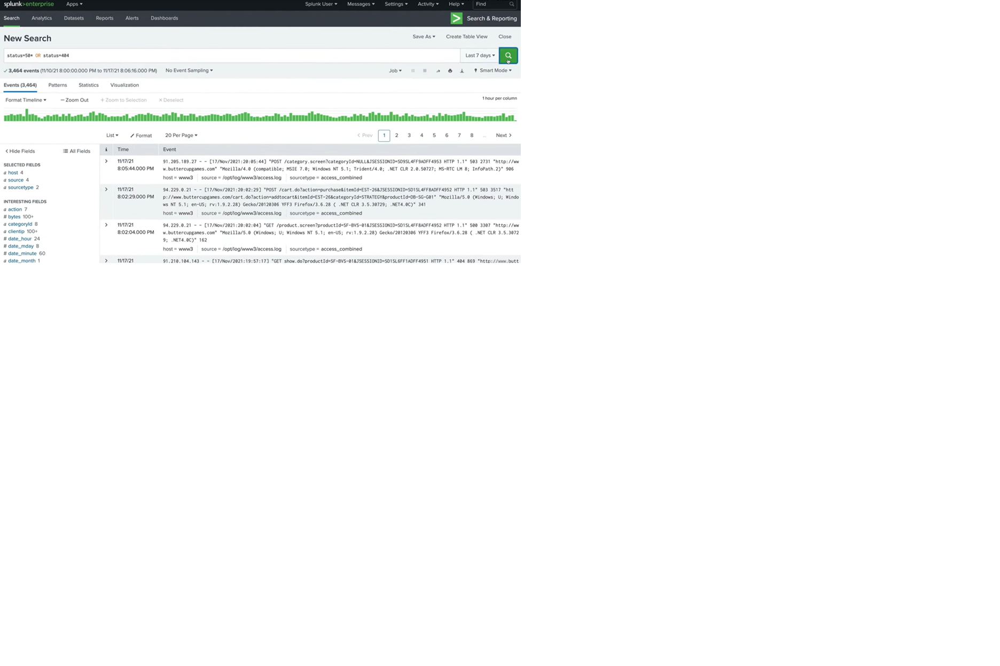 splunk>enterprise Apps Splunk User Messages Settings Activity Help Find
Search Analytics Datasets Reports Alerts Dashboards Search & Reporting
New Search Save As Create Table View Close
status=50* OR status=404 Last 7 days
3,464 events (11/10/21 8:00:00.000 PM to 11/17/21 8:06:16.000 PM) No Event Sampling Job Smart Mode
Events (3,464) Patterns Statistics Visualization
Format Timeline — Zoom Out + Zoom to Selection × Deselect 1 hour per column
List Format 20 Per Page < Prev 1 2 3 4 5 6 7 8 ... Next >
< Hide Fields All Fields
SELECTED FIELDS
a host 4
a source 4
a sourcetype 2
INTERESTING FIELDS
a action 7
# bytes 100+
a categoryId 8
a clientip 100+
# date_hour 24
# date_mday 8
# date_minute 60
a date_month 1
i Time Event
> 11/17/21 91.205.189.27 - - [17/Nov/2021:20:05:44] "POST /category.screen?categoryId=NULL&JSESSIONID=SD9SL4FF9ADFF4953 HTTP 1.1" 503 2731 "http://ww
8:05:44.000 PM w.buttercupgames.com" "Mozilla/4.0 (compatible; MSIE 7.0; Windows NT 5.1; Trident/4.0; .NET CLR 2.0.50727; MS-RTC LM 8; InfoPath.2)" 906
host = www3 source = /opt/log/www3/access.log sourcetype = access_combined
> 11/17/21 94.229.0.21 - - [17/Nov/2021:20:02:29] "POST /cart.do?action=purchase&itemId=EST-26&JSESSIONID=SD1SL4FF8ADFF4952 HTTP 1.1" 503 3517 "htt
8:02:29.000 PM p://www.buttercupgames.com/cart.do?action=addtocart&itemId=EST-26&categoryId=STRATEGY&productId=DB-SG-G01" "Mozilla/5.0 (Windows; U; Windo
ws NT 5.1; en-US; rv:1.9.2.28) Gecko/20120306 YFF3 Firefox/3.6.28 ( .NET CLR 3.5.30729; .NET4.0C)" 341
host = www3 source = /opt/log/www3/access.log sourcetype = access_combined
> 11/17/21 94.229.0.21 - - [17/Nov/2021:20:02:04] "GET /product.screen?productId=SF-BVS-01&JSESSIONID=SD1SL4FF8ADFF4952 HTTP 1.1" 500 3307 "http://ww
8:02:04.000 PM w.buttercupgames.com" "Mozilla/5.0 (Windows; U; Windows NT 5.1; en-US; rv:1.9.2.28) Gecko/20120306 YFF3 Firefox/3.6.28 ( .NET CLR 3.5.3072
9; .NET4.0C)" 162
host = www3 source = /opt/log/www3/access.log sourcetype = access_combined
> 11/17/21 91.210.104.143 - - [17/Nov/2021:19:57:17] "GET show.do?productId=SF-BVS-01&JSESSIONID=SD1SL6FF1ADFF4951 HTTP 1.1" 404 869 "http://www.butt